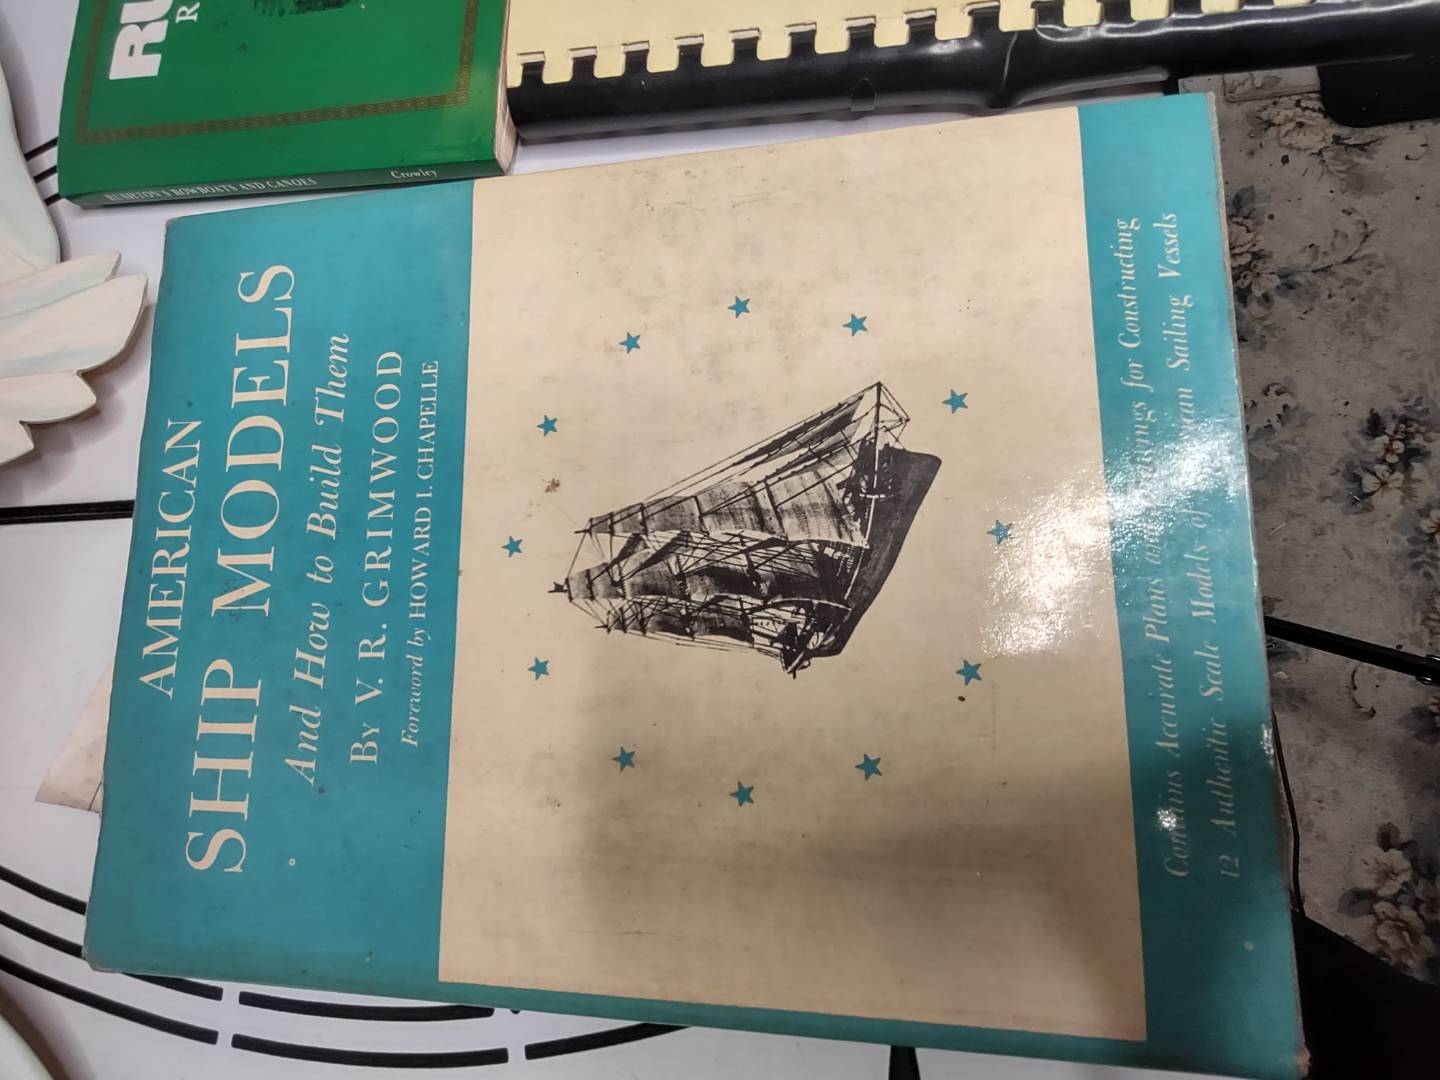 AMERICAN
SHIP MODELS
And How to Build Them
By V. R. GRIMWOOD
Foreword by HOWARD I. CHAPELLE
Contains Accurate Plans and Drawings for Constructing
12 Authentic Scale Models of Sailing Vessels
RU
R
RUSHTON'S ROWBOATS AND CANOES Crowley